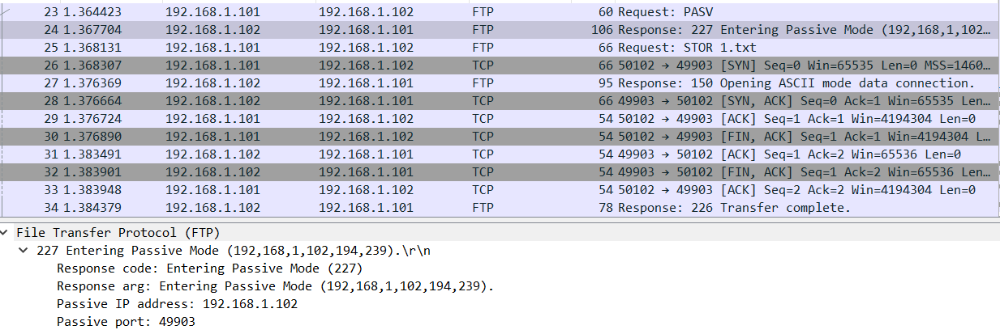 23 1.364423 192.168.1.101 192.168.1.102 FTP 60 Request: PASV
24 1.367704 192.168.1.102 192.168.1.101 FTP 106 Response: 227 Entering Passive Mode (192,168,1,102…
25 1.368131 192.168.1.101 192.168.1.102 FTP 66 Request: STOR 1.txt
26 1.368307 192.168.1.101 192.168.1.102 TCP 66 50102 → 49903 [SYN] Seq=0 Win=65535 Len=0 MSS=1460…
27 1.376369 192.168.1.102 192.168.1.101 FTP 95 Response: 150 Opening ASCII mode data connection.
28 1.376664 192.168.1.102 192.168.1.101 TCP 66 49903 → 50102 [SYN, ACK] Seq=0 Ack=1 Win=65535 Len…
29 1.376724 192.168.1.101 192.168.1.102 TCP 54 50102 → 49903 [ACK] Seq=1 Ack=1 Win=4194304 Len=0
30 1.376890 192.168.1.101 192.168.1.102 TCP 54 50102 → 49903 [FIN, ACK] Seq=1 Ack=1 Win=4194304 L…
31 1.383491 192.168.1.102 192.168.1.101 TCP 54 49903 → 50102 [ACK] Seq=1 Ack=2 Win=65536 Len=0
32 1.383901 192.168.1.102 192.168.1.101 TCP 54 49903 → 50102 [FIN, ACK] Seq=1 Ack=2 Win=65536 Len…
33 1.383948 192.168.1.101 192.168.1.102 TCP 54 50102 → 49903 [ACK] Seq=2 Ack=2 Win=4194304 Len=0
34 1.384379 192.168.1.102 192.168.1.101 FTP 78 Response: 226 Transfer complete.
File Transfer Protocol (FTP)
227 Entering Passive Mode (192,168,1,102,194,239).\r\n
Response code: Entering Passive Mode (227)
Response arg: Entering Passive Mode (192,168,1,102,194,239).
Passive IP address: 192.168.1.102
Passive port: 49903